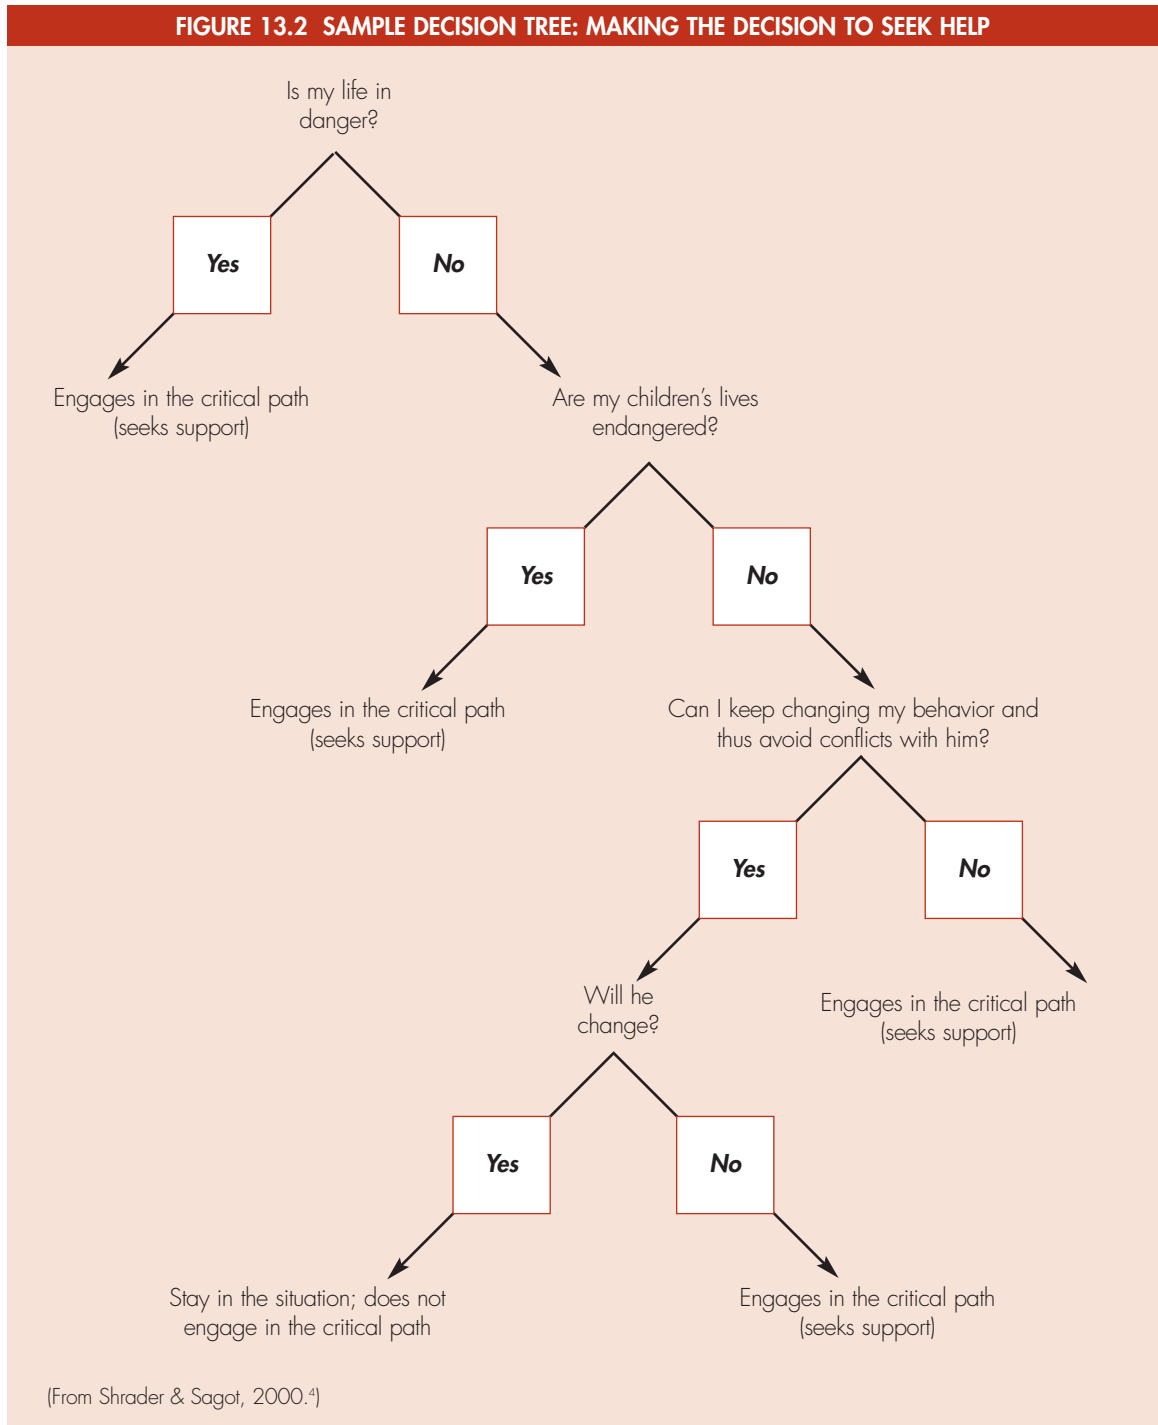 FIGURE 13.2 SAMPLE DECISION TREE: MAKING THE DECISION TO SEEK HELP
Is my life in
danger?
Yes
No
Engages in the critical path
(seeks support)
Are my children’s lives
endangered?
Yes
No
Engages in the critical path
(seeks support)
Can I keep changing my behavior and
thus avoid conflicts with him?
Yes
No
Will he
change?
Engages in the critical path
(seeks support)
Yes
No
Stay in the situation; does not
engage in the critical path
Engages in the critical path
(seeks support)
(From Shrader & Sagot, 2000.⁴)